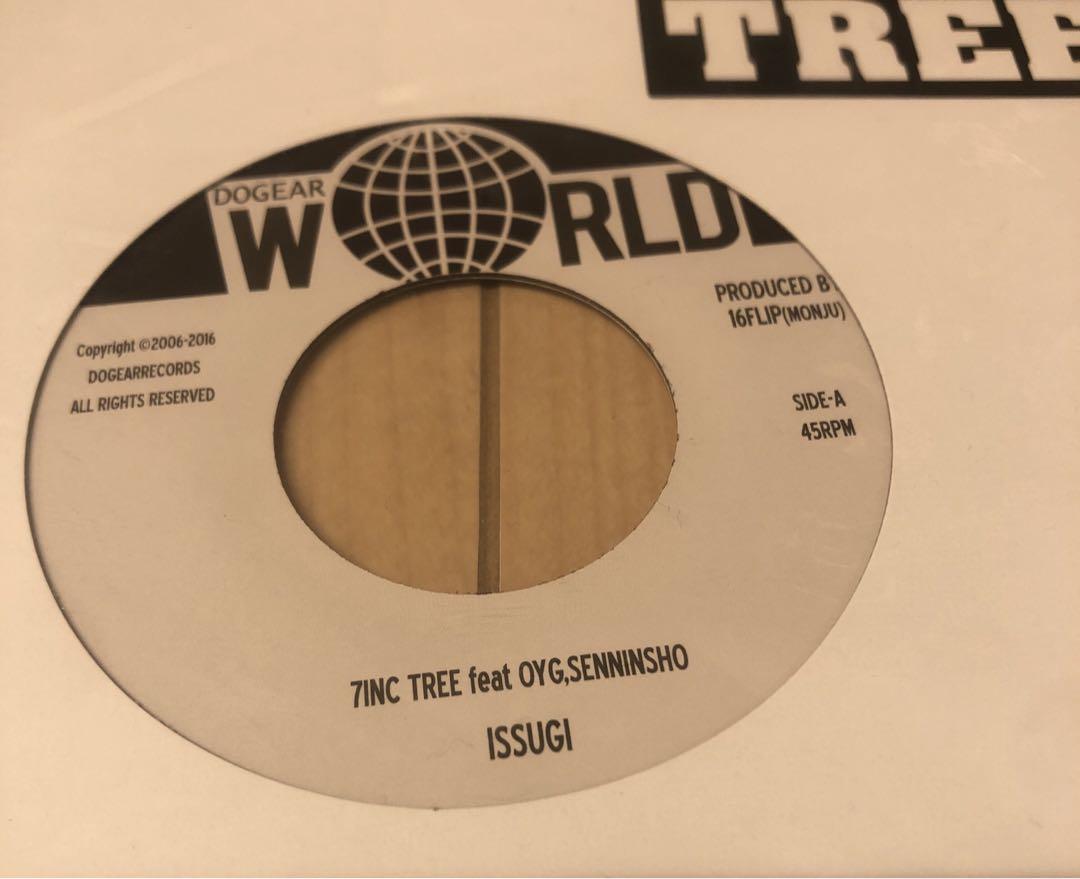 TREE
DOGEAR
WORLD
PRODUCED BY
16FLIP(MONJU)
Copyright ©2006-2016
DOGEARRECORDS
ALL RIGHTS RESERVED
SIDE-A
45RPM
7INC TREE feat OYG,SENNINSHO
ISSUGI